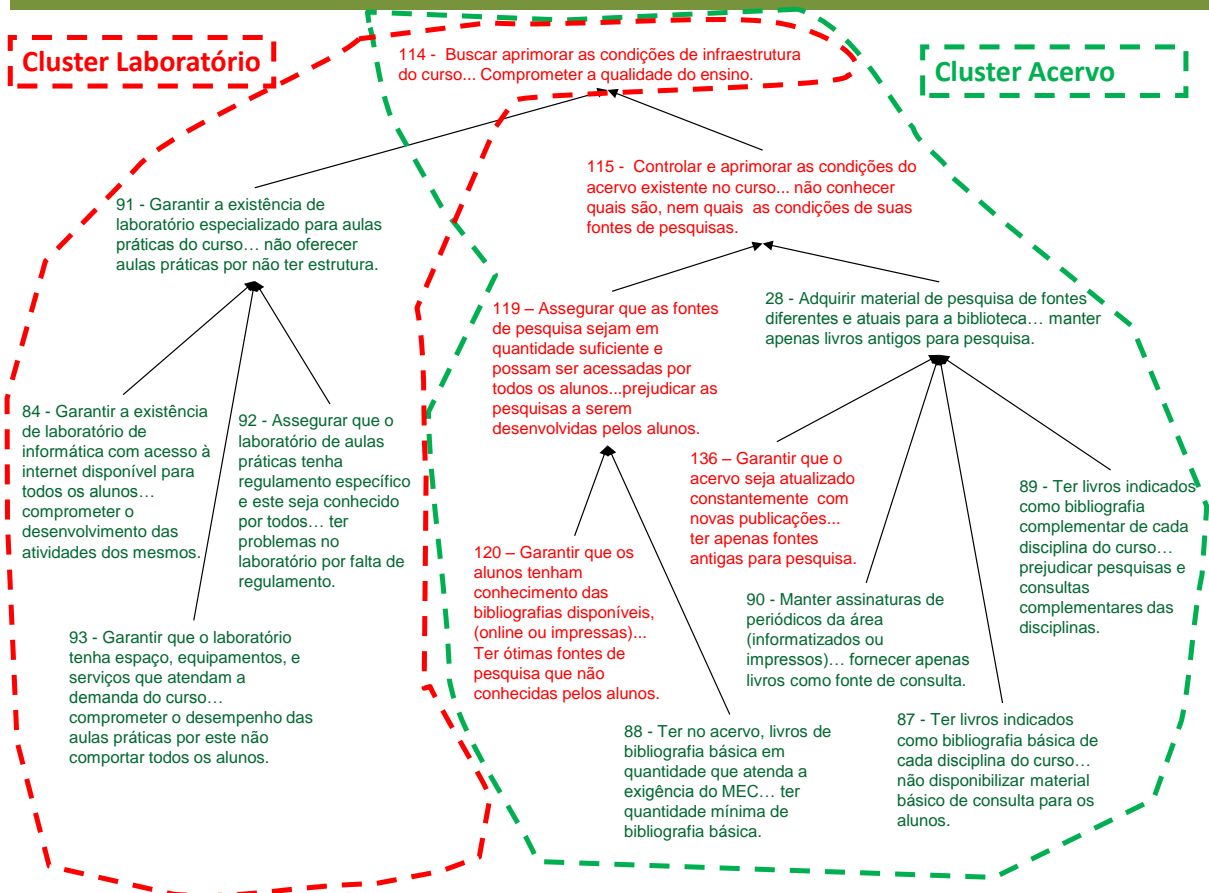 Cluster Laboratório
114 - Buscar aprimorar as condições de infraestrutura
do curso... Comprometer a qualidade do ensino.
Cluster Acervo
115 - Controlar e aprimorar as condições do
acervo existente no curso... não conhecer
quais são, nem quais as condições de suas
fontes de pesquisas.
91 - Garantir a existência de
laboratório especializado para aulas
práticas do curso… não oferecer
aulas práticas por não ter estrutura.
119 – Assegurar que as fontes
de pesquisa sejam em
quantidade suficiente e
possam ser acessadas por
todos os alunos...prejudicar as
pesquisas a serem
desenvolvidas pelos alunos.
28 - Adquirir material de pesquisa de fontes
diferentes e atuais para a biblioteca… manter
apenas livros antigos para pesquisa.
84 - Garantir a existência
de laboratório de
informática com acesso à
internet disponível para
todos os alunos…
comprometer o
desenvolvimento das
atividades dos mesmos.
92 - Assegurar que o
laboratório de aulas
práticas tenha
regulamento específico
e este seja conhecido
por todos… ter
problemas no
laboratório por falta de
regulamento.
136 – Garantir que o
acervo seja atualizado
constantemente com
novas publicações...
ter apenas fontes
antigas para pesquisa.
89 - Ter livros indicados
como bibliografia
complementar de cada
disciplina do curso…
prejudicar pesquisas e
consultas
complementares das
disciplinas.
120 – Garantir que os
alunos tenham
conhecimento das
bibliografias disponíveis,
(online ou impressas)...
Ter ótimas fontes de
pesquisa que não
conhecidas pelos alunos.
90 - Manter assinaturas de
periódicos da área
(informatizados ou
impressos)… fornecer apenas
livros como fonte de consulta.
93 - Garantir que o laboratório
tenha espaço, equipamentos, e
serviços que atendam a
demanda do curso…
comprometer o desempenho das
aulas práticas por este não
comportar todos os alunos.
88 - Ter no acervo, livros de
bibliografia básica em
quantidade que atenda a
exigência do MEC… ter
quantidade mínima de
bibliografia básica.
87 - Ter livros indicados
como bibliografia básica de
cada disciplina do curso…
não disponibilizar material
básico de consulta para os
alunos.